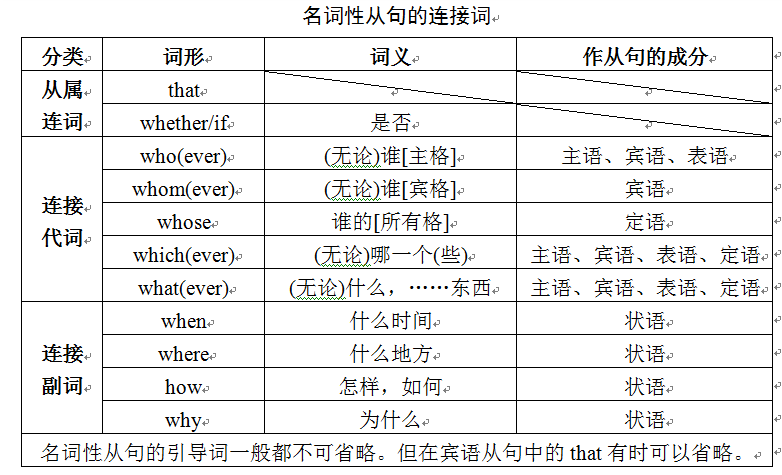 名词性从句的连接词
分类 词形 词义 作从句的成分
从属连词 that
whether/if 是否
连接代词 who(ever) (无论)谁[主格] 主语、宾语、表语
whom(ever) (无论)谁[宾格] 宾语
whose 谁的[所有格] 定语
which(ever) (无论)哪一个(些) 主语、宾语、表语、定语
what(ever) (无论)什么，……东西 主语、宾语、表语、定语
连接副词 when 什么时间 状语
where 什么地方 状语
how 怎样，如何 状语
why 为什么 状语
名词性从句的引导词一般都不可省略。但在宾语从句中的 that 有时可以省略。